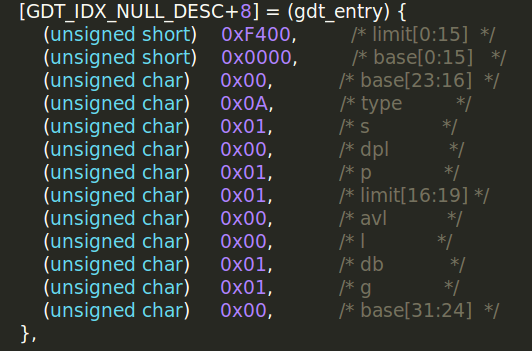 [GDT_IDX_NULL_DESC+8] = (gdt_entry) {
(unsigned short) 0xF400, /* limit[0:15] */
(unsigned short) 0x0000, /* base[0:15] */
(unsigned char) 0x00, /* base[23:16] */
(unsigned char) 0x0A, /* type */
(unsigned char) 0x01, /* s */
(unsigned char) 0x00, /* dpl */
(unsigned char) 0x01, /* p */
(unsigned char) 0x01, /* limit[16:19] */
(unsigned char) 0x00, /* avl */
(unsigned char) 0x00, /* l */
(unsigned char) 0x01, /* db */
(unsigned char) 0x01, /* g */
(unsigned char) 0x00, /* base[31:24] */
},